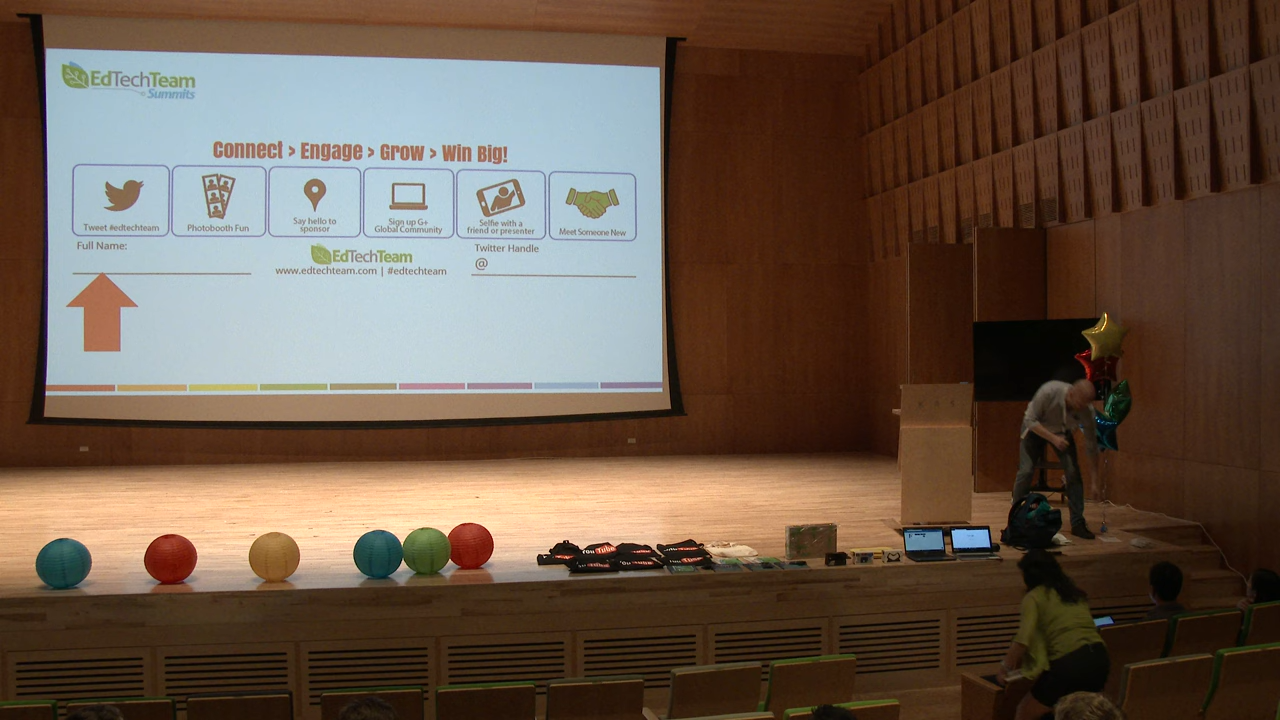 EdTechTeam
Summits
Connect > Engage > Grow > Win Big!
Tweet #edtechteam
Photobooth Fun
Say hello to
sponsor
Sign up G+
Global Community
Selfie with a
friend or presenter
Meet Someone New
Full Name:
EdTechTeam
www.edtechteam.com | #edtechteam
Twitter Handle
@
YouTube